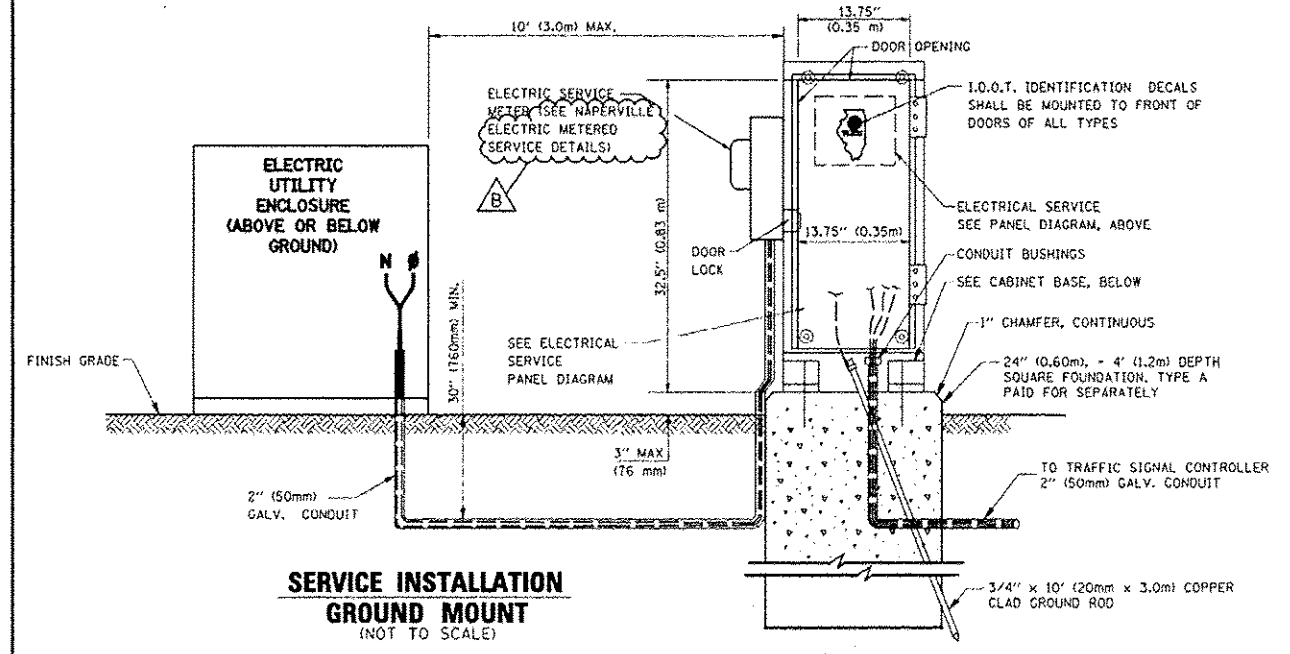 10' (3.0m) MAX.
13.75"
(0.35 m)
DOOR OPENING
ELECTRIC SERVICE
METER (SEE NAPERVILLE
ELECTRIC METERED
SERVICE DETAILS)
B
I.D.O.T. IDENTIFICATION DECALS
SHALL BE MOUNTED TO FRONT OF
DOORS OF ALL TYPES
ELECTRIC
UTILITY
ENCLOSURE
(ABOVE OR BELOW
GROUND)
N Ø
32.5" (0.83 m)
DOOR
LOCK
13.75" (0.35m)
ELECTRICAL SERVICE
SEE PANEL DIAGRAM, ABOVE
CONDUIT BUSHINGS
SEE CABINET BASE, BELOW
1" CHAMFER, CONTINUOUS
24" (0.60m), - 4' (1.2m) DEPTH
SQUARE FOUNDATION, TYPE A
PAID FOR SEPARATELY
FINISH GRADE
30" (760mm) MIN.
SEE ELECTRICAL
SERVICE
PANEL DIAGRAM
3" MAX
(76 mm)
2" (50mm)
GALV. CONDUIT
TO TRAFFIC SIGNAL CONTROLLER
2" (50mm) GALV. CONDUIT
3/4" x 10' (20mm x 3.0m) COPPER
CLAD GROUND ROD
SERVICE INSTALLATION
GROUND MOUNT
(NOT TO SCALE)